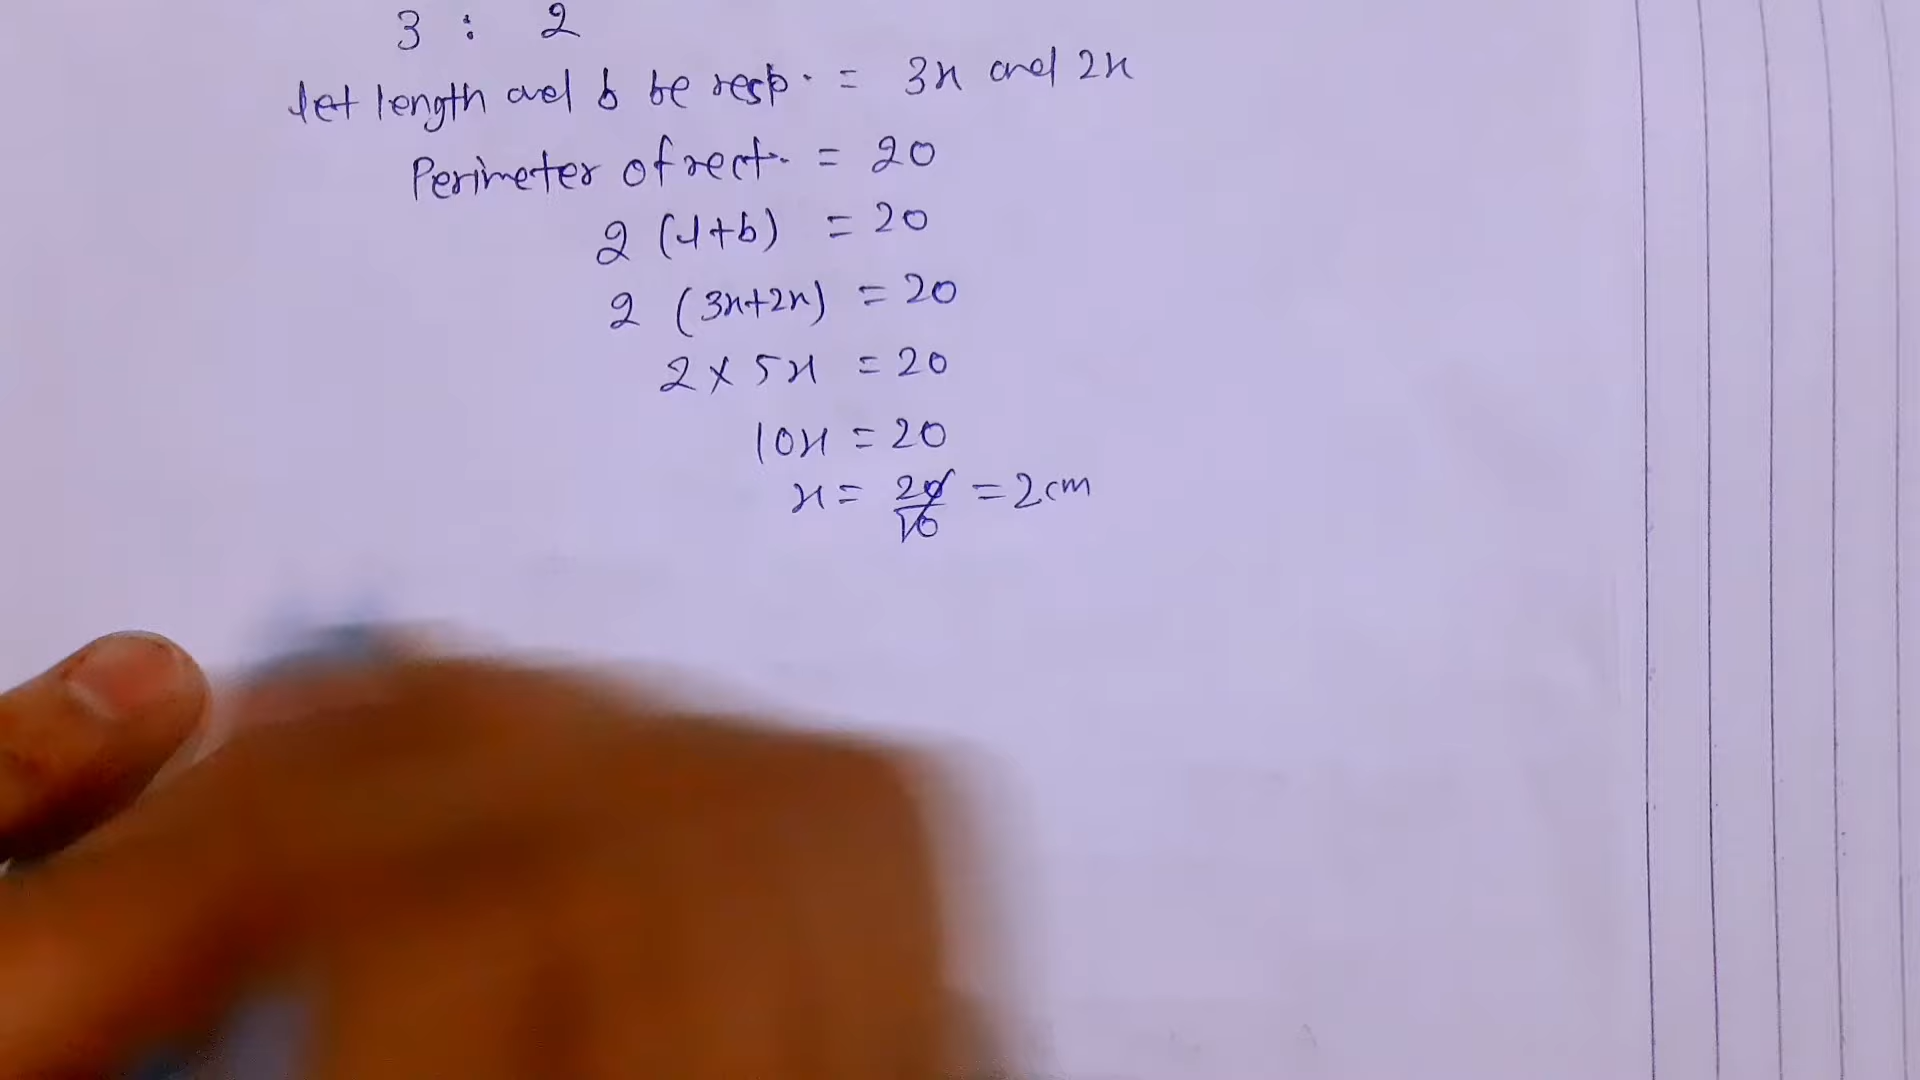 3 : 2
let length and b be resp. = 3x and 2x
Perimeter of rect. = 20
2 (l+b) = 20
2 (3x+2x) = 20
2 × 5x = 20
10x = 20
x = 20/10 = 2cm